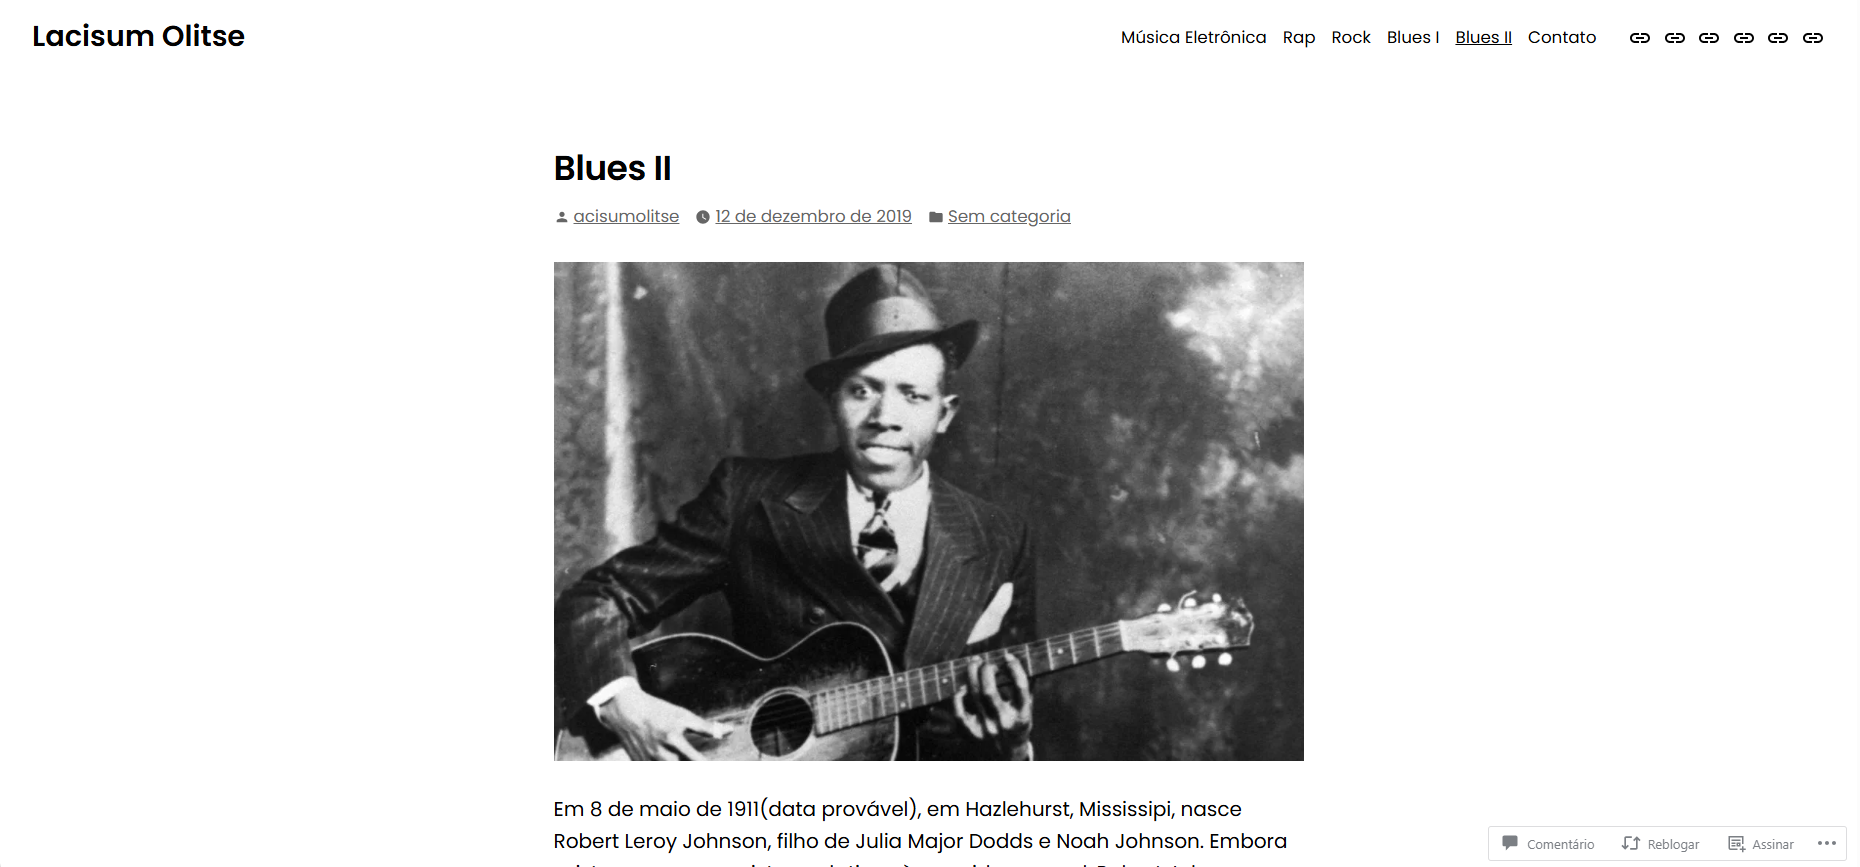 Lacisum Olitse
Música Eletrônica Rap Rock Blues I Blues II Contato
Blues II
acisumolitse 12 de dezembro de 2019 Sem categoria
Em 8 de maio de 1911(data provável), em Hazlehurst, Mississipi, nasce
Robert Leroy Johnson, filho de Julia Major Dodds e Noah Johnson. Embora
Comentário Reblogar Assinar